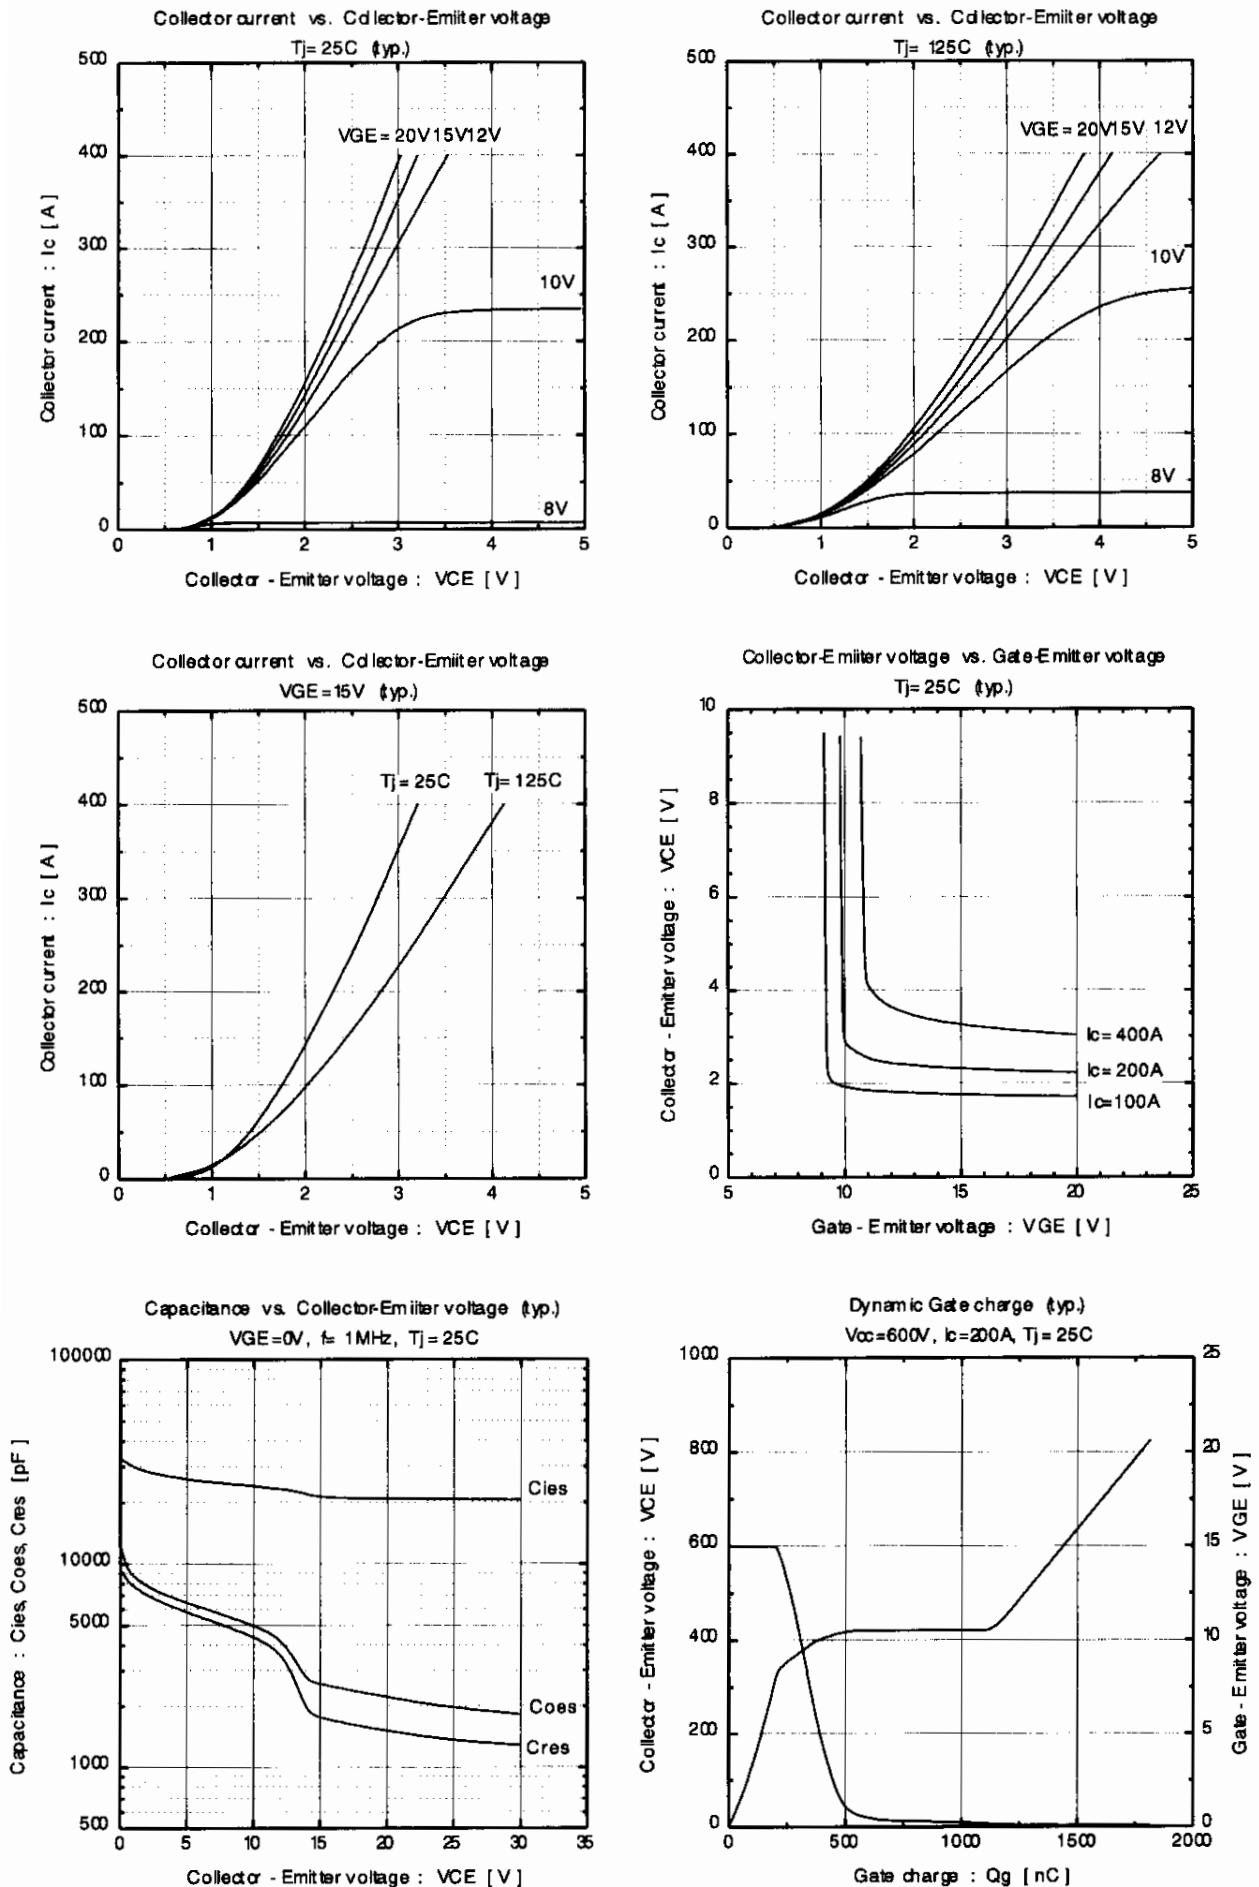 Collector current vs. Collector-Emiiter voltage
Tj= 25C (typ.)
500
400
300
200
100
0
Collector current : Ic [ A ]
VGE= 20V 15V 12V
10V
8V
0 1 2 3 4 5
Collector - Emitter voltage : VCE [ V ]
Collector current vs. Collector-Emiiter voltage
Tj= 125C (typ.)
500
400
300
200
100
0
Collector current : Ic [ A ]
VGE= 20V 15V 12V
10V
8V
0 1 2 3 4 5
Collector - Emitter voltage : VCE [ V ]
Collector current vs. Collector-Emiiter voltage
VGE=15V (typ.)
500
400
300
200
100
0
Collector current : Ic [ A ]
Tj= 25C Tj= 125C
0 1 2 3 4 5
Collector - Emitter voltage : VCE [ V ]
Collector-Emiiter voltage vs. Gate-Emitter voltage
Tj= 25C (typ.)
10
8
6
4
2
0
Collector - Emitter voltage : VCE [ V ]
Ic= 400A
Ic= 200A
Ic=100A
5 10 15 20 25
Gate - Emitter voltage : VGE [ V ]
Capacitance vs. Collector-Emiiter voltage (typ.)
VGE=0V, f= 1MHz, Tj= 25C
100000
10000
5000
1000
500
Capacitance : Cies, Coes, Cres [pF]
Cies
Coes
Cres
0 5 10 15 20 25 30 35
Collector - Emitter voltage : VCE [ V ]
Dynamic Gate charge (typ.)
Vcc=600V, Ic=200A, Tj= 25C
1000
800
600
400
200
0
Collector - Emitter voltage : VCE [ V ]
25
20
15
10
5
0
Gate - Emitter voltage : VGE [ V ]
0 500 1000 1500 2000
Gate charge : Qg [ nC ]